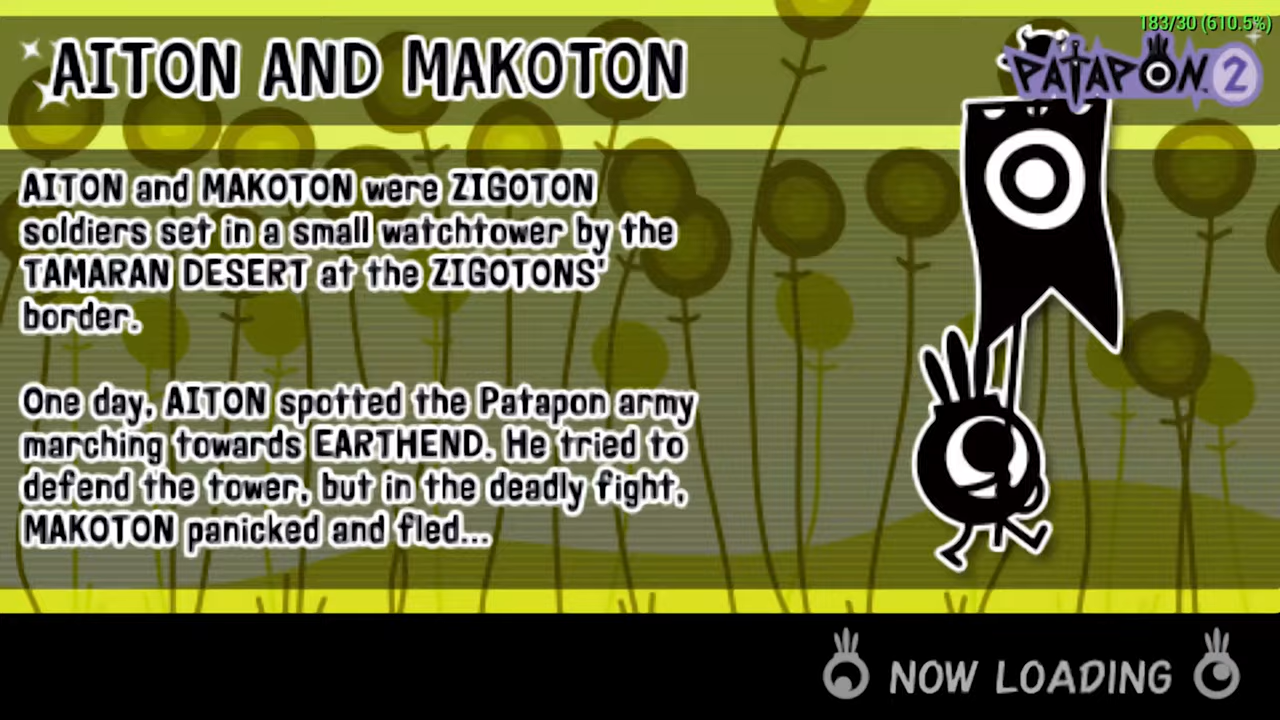 183/30 (610.5%)
AITON AND MAKOTON
PATAPON 2
AITON and MAKOTON were ZIGOTON
soldiers set in a small watchtower by the
TAMARAN DESERT at the ZIGOTONS'
border.
One day, AITON spotted the Patapon army
marching towards EARTHEND. He tried to
defend the tower, but in the deadly fight,
MAKOTON panicked and fled...
NOW LOADING